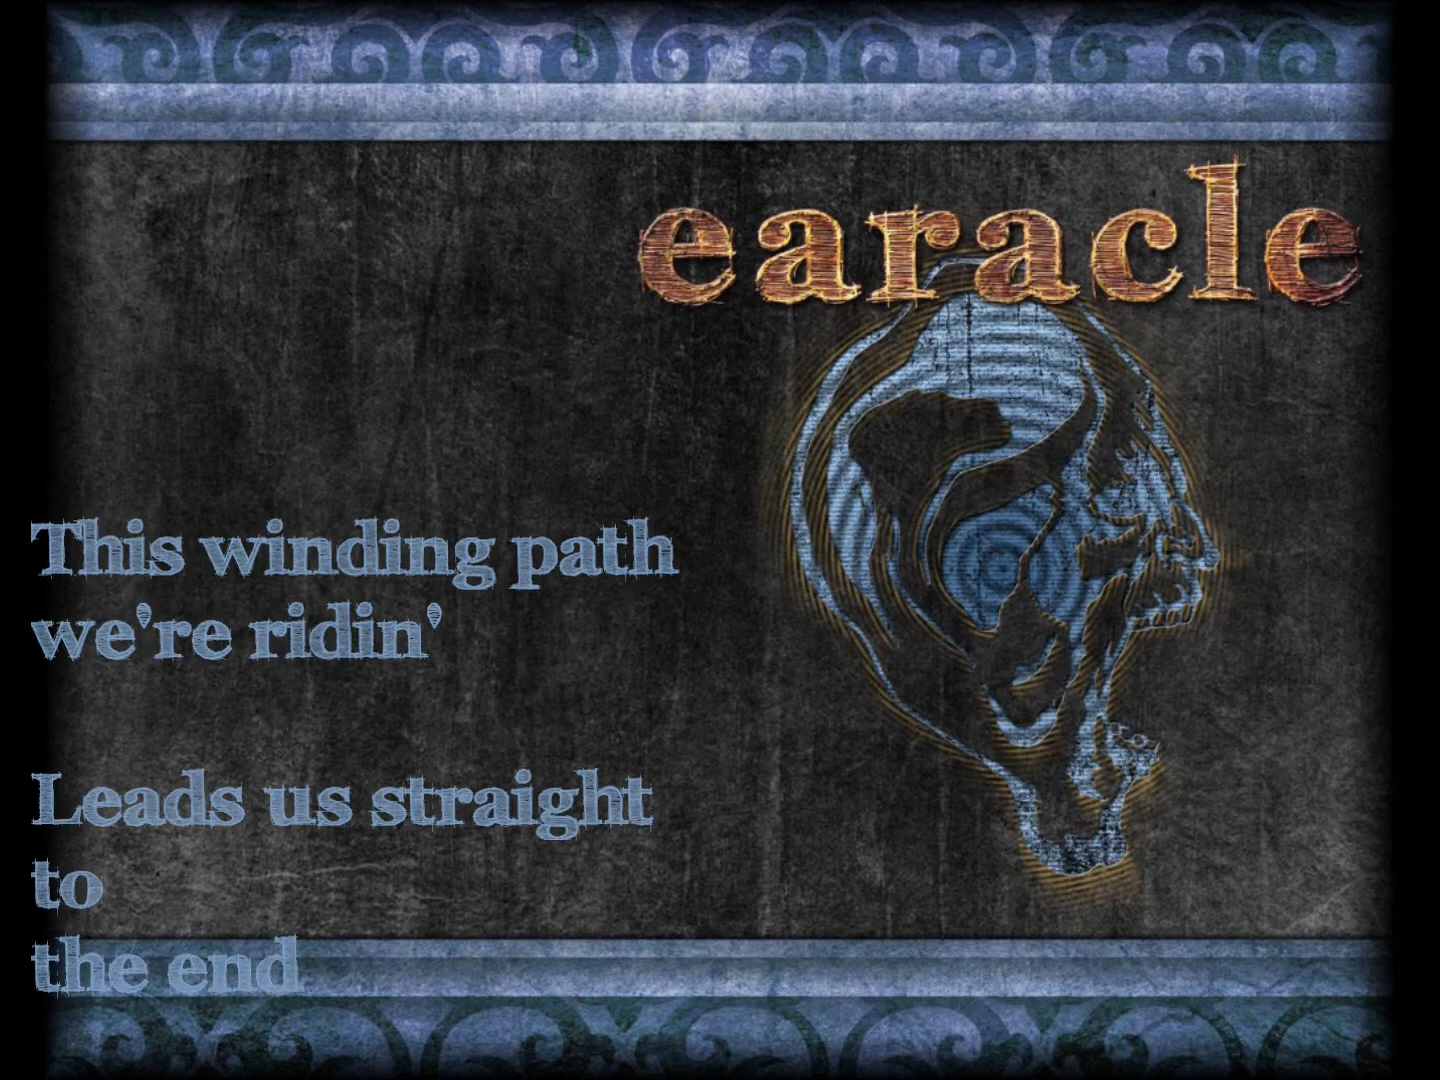 earacle
This winding path
we're ridin'
Leads us straight
to
the end